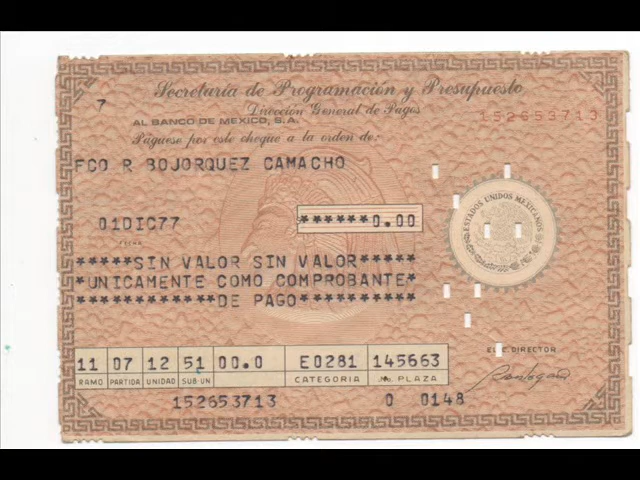 Secretaría de Programación y Presupuesto
7
Dirección General de Pagos
AL BANCO DE MEXICO, S.A.
152653713
Páguese por este cheque a la orden de:
FCO R BOJORQUEZ CAMACHO
ESTADOS UNIDOS MEXICANOS
01DIC77
******0.00
FECHA
*****SIN VALOR SIN VALOR*****
*UNICAMENTE COMO COMPROBANTE*
************DE PAGO**********
EL C. DIRECTOR
11 07 12 51 00.0 E0281 145663
RAMO PARTIDA UNIDAD SUB UN CATEGORIA No. PLAZA
152653713 0 0148